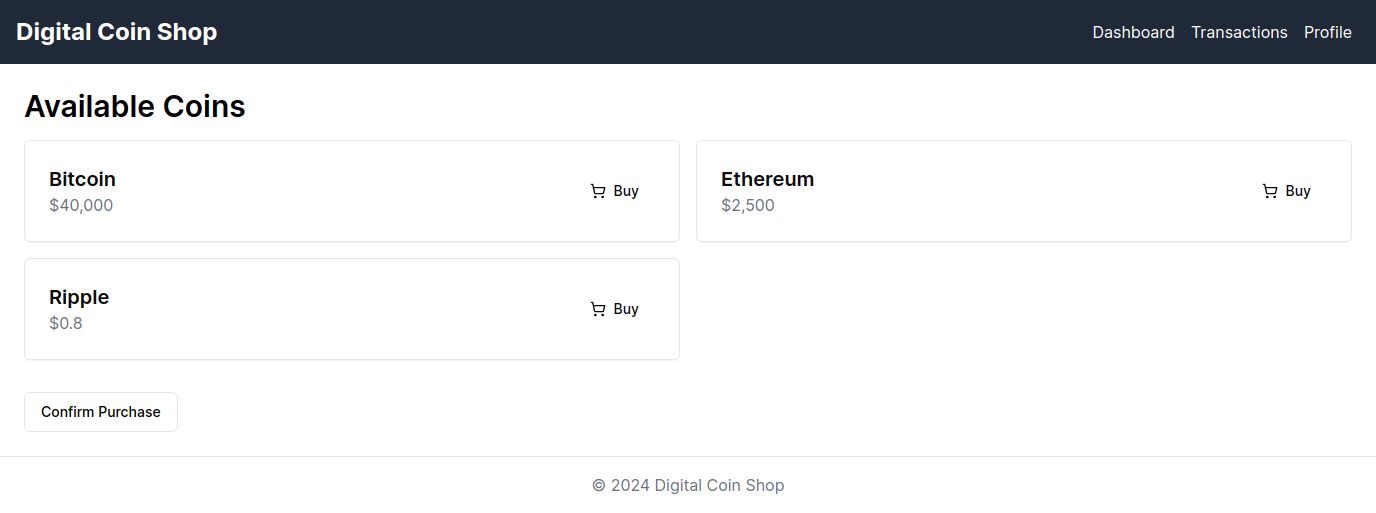 Digital Coin Shop
Dashboard Transactions Profile
Available Coins
Bitcoin
$40,000
Buy
Ethereum
$2,500
Buy
Ripple
$0.8
Buy
Confirm Purchase
© 2024 Digital Coin Shop